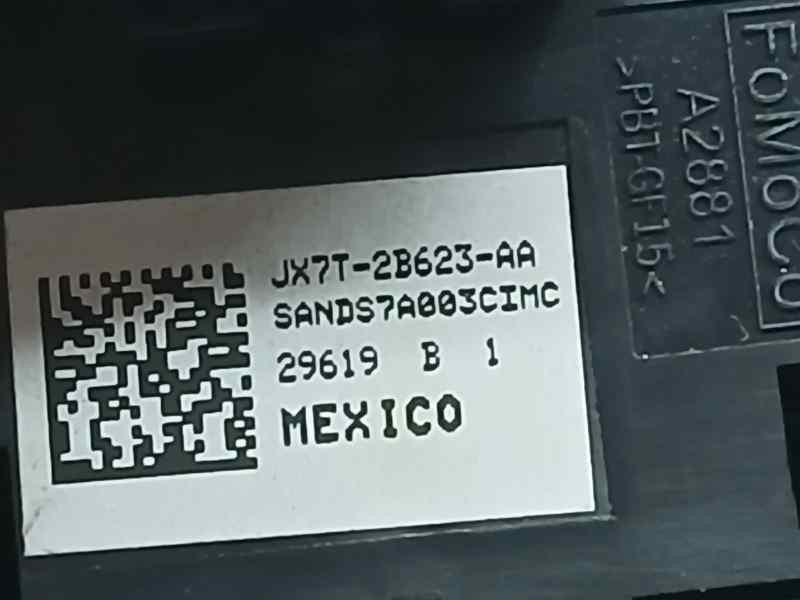 JX7T-2B623-AA
SANDS7A003CIMC
29619 B 1
MEXICO
FoMoCo
A2881
>PBT-GF15<